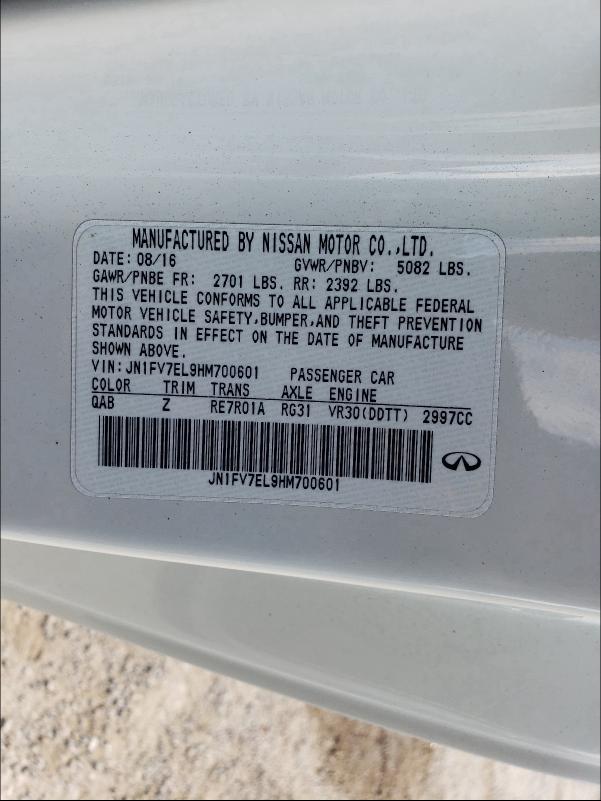 MANUFACTURED BY NISSAN MOTOR CO.,LTD.
DATE: 08/16 GVWR/PNBV: 5082 LBS.
GAWR/PNBE FR: 2701 LBS. RR: 2392 LBS.
THIS VEHICLE CONFORMS TO ALL APPLICABLE FEDERAL
MOTOR VEHICLE SAFETY,BUMPER,AND THEFT PREVENTION
STANDARDS IN EFFECT ON THE DATE OF MANUFACTURE
SHOWN ABOVE.
VIN:JN1FV7EL9HM700601 PASSENGER CAR
COLOR TRIM TRANS AXLE ENGINE
QAB Z RE7R01A RG31 VR30(DDTT) 2997CC
JN1FV7EL9HM700601